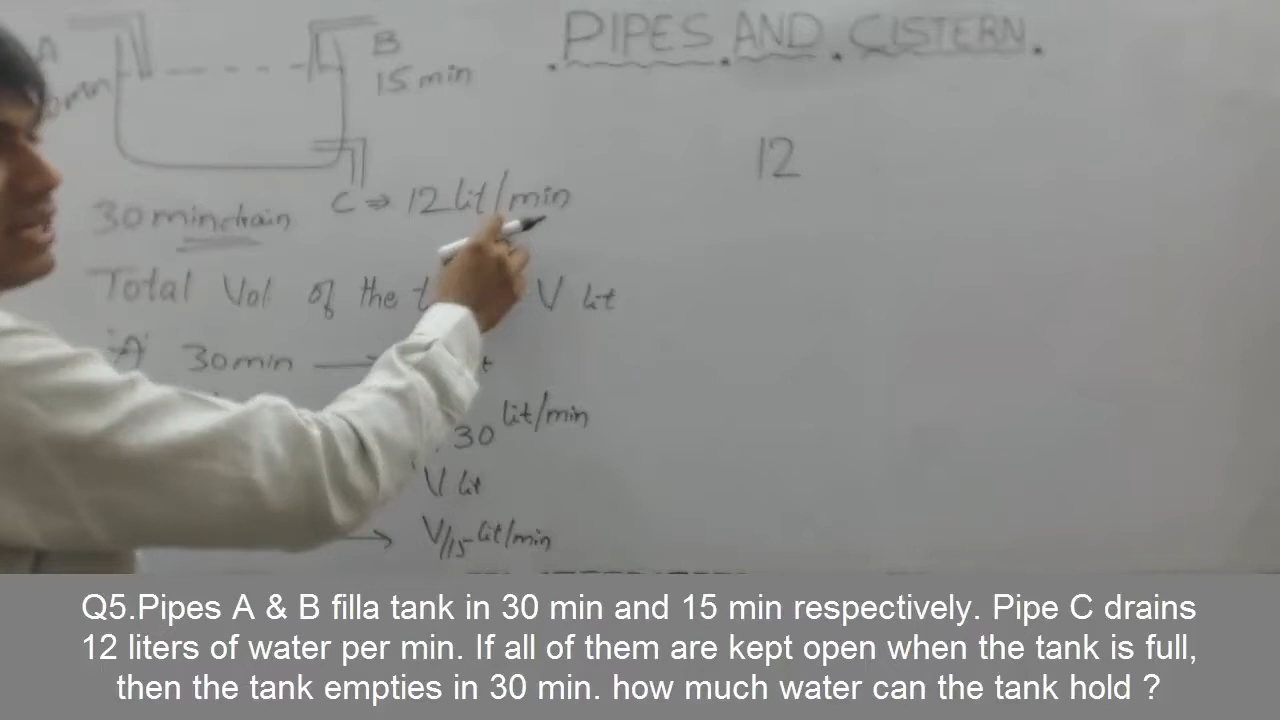 PIPES AND CISTERN.
A
B
15 min
12
C ⇒ 12 lit/min
30 min drain
Total Vol of the V lit
'A' 30min →
30 lit/min
V lit
→ V/15 lit/min
Q5.Pipes A & B filla tank in 30 min and 15 min respectively. Pipe C drains
12 liters of water per min. If all of them are kept open when the tank is full,
then the tank empties in 30 min. how much water can the tank hold ?